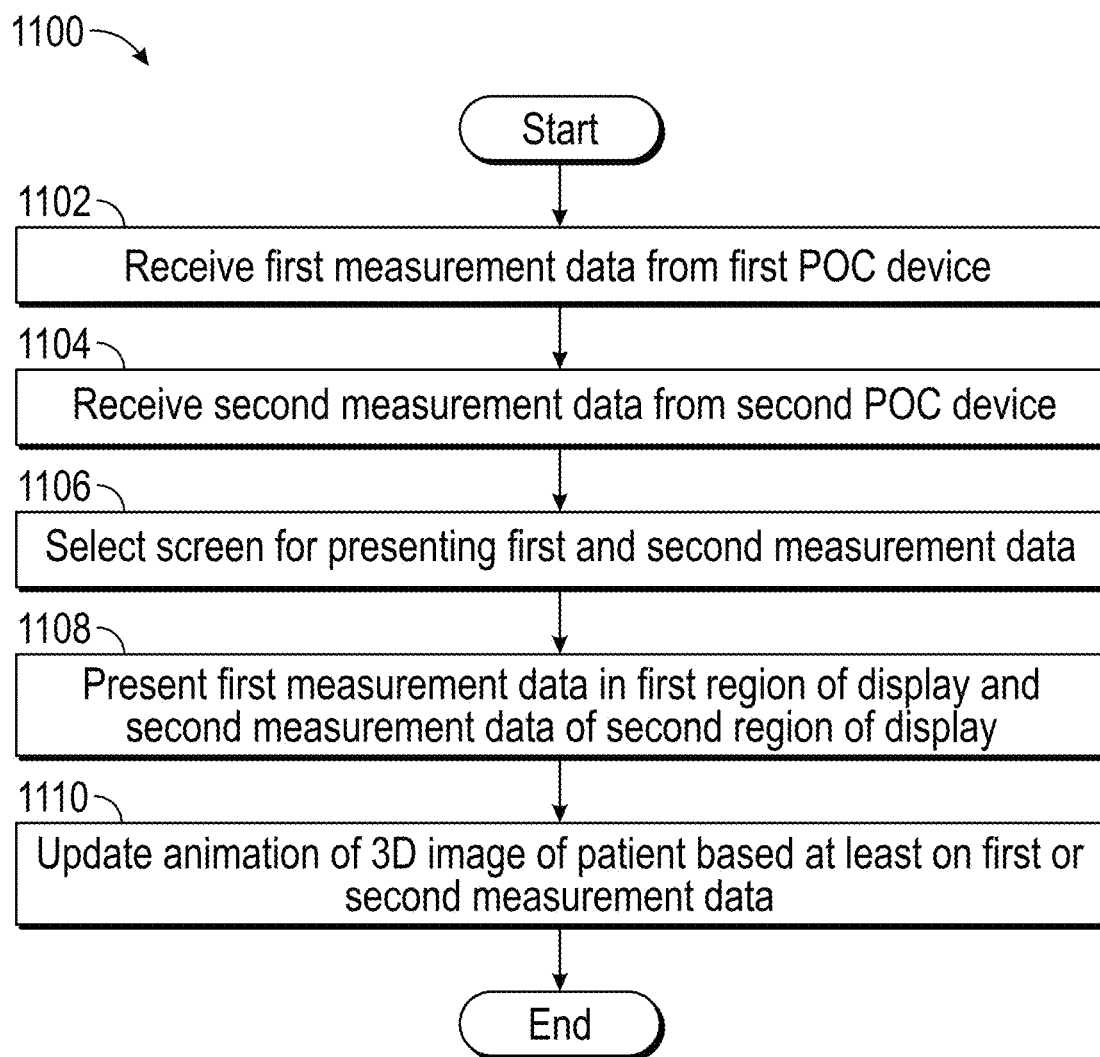 1100
Start
1102
Receive first measurement data from first POC device
1104
Receive second measurement data from second POC device
1106
Select screen for presenting first and second measurement data
1108
Present first measurement data in first region of display and
second measurement data of second region of display
1110
Update animation of 3D image of patient based at least on first or
second measurement data
End